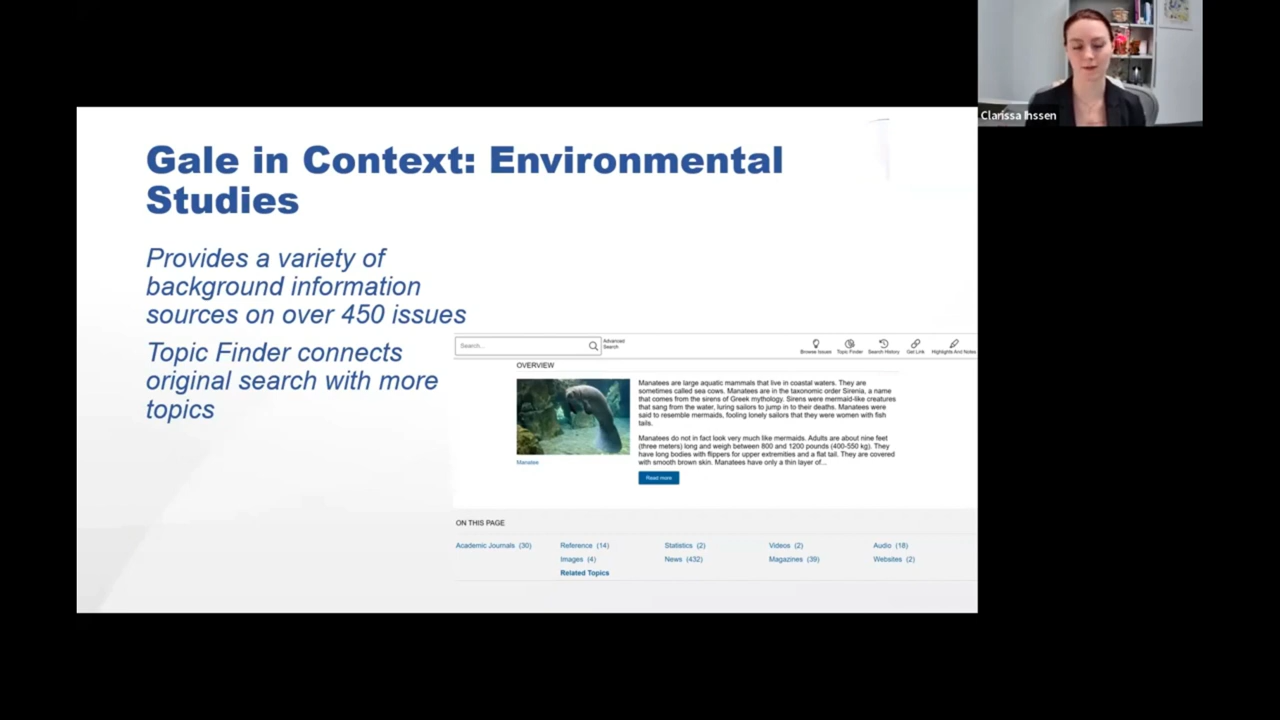 Clarissa Ihssen
Gale in Context: Environmental
Studies
Provides a variety of
background information
sources on over 450 issues
Topic Finder connects
original search with more
topics
Search...
Advanced
Search
Browse Issues
Topic Finder
Search History
Get Link
Highlights And Notes
OVERVIEW
Manatees are large aquatic mammals that live in coastal waters. They are
sometimes called sea cows. Manatees are in the taxonomic order Sirenia, a name
that comes from the sirens of Greek mythology. Sirens were mermaid-like creatures
that sang from the water, luring sailors to jump in to their deaths. Manatees were
said to resemble mermaids, fooling lonely sailors that they were women with fish
tails.
Manatees do not in fact look very much like mermaids. Adults are about nine feet
(three meters) long and weigh between 800 and 1200 pounds (400-550 kg). They
have long bodies with flippers for upper extremities and a flat tail. They are covered
with smooth brown skin. Manatees have only a thin layer of...
Manatee
Read more
ON THIS PAGE
Academic Journals (30)
Reference (14)
Statistics (2)
Videos (2)
Audio (18)
Images (4)
News (432)
Magazines (39)
Websites (2)
Related Topics